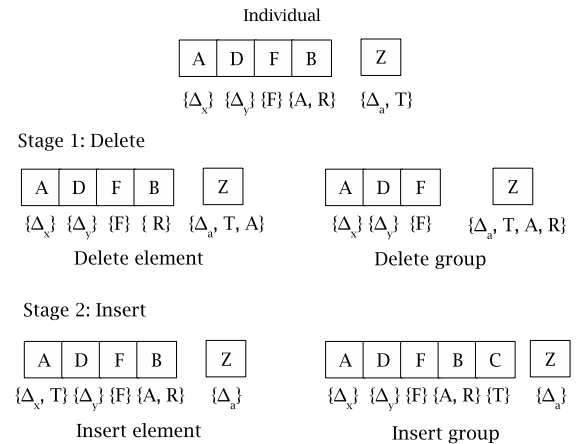 Individual
A D F B Z
{Δx} {Δy} {F} {A, R} {Δa, T}
Stage 1: Delete
A D F B Z A D F Z
{Δx} {Δy} {F} { R} {Δa, T, A} {Δx} {Δy} {F} {Δa, T, A, R}
Delete element Delete group
Stage 2: Insert
A D F B Z A D F B C Z
{Δx, T} {Δy} {F} {A, R} {Δa} {Δx} {Δy} {F} {A, R} {T} {Δa}
Insert element Insert group